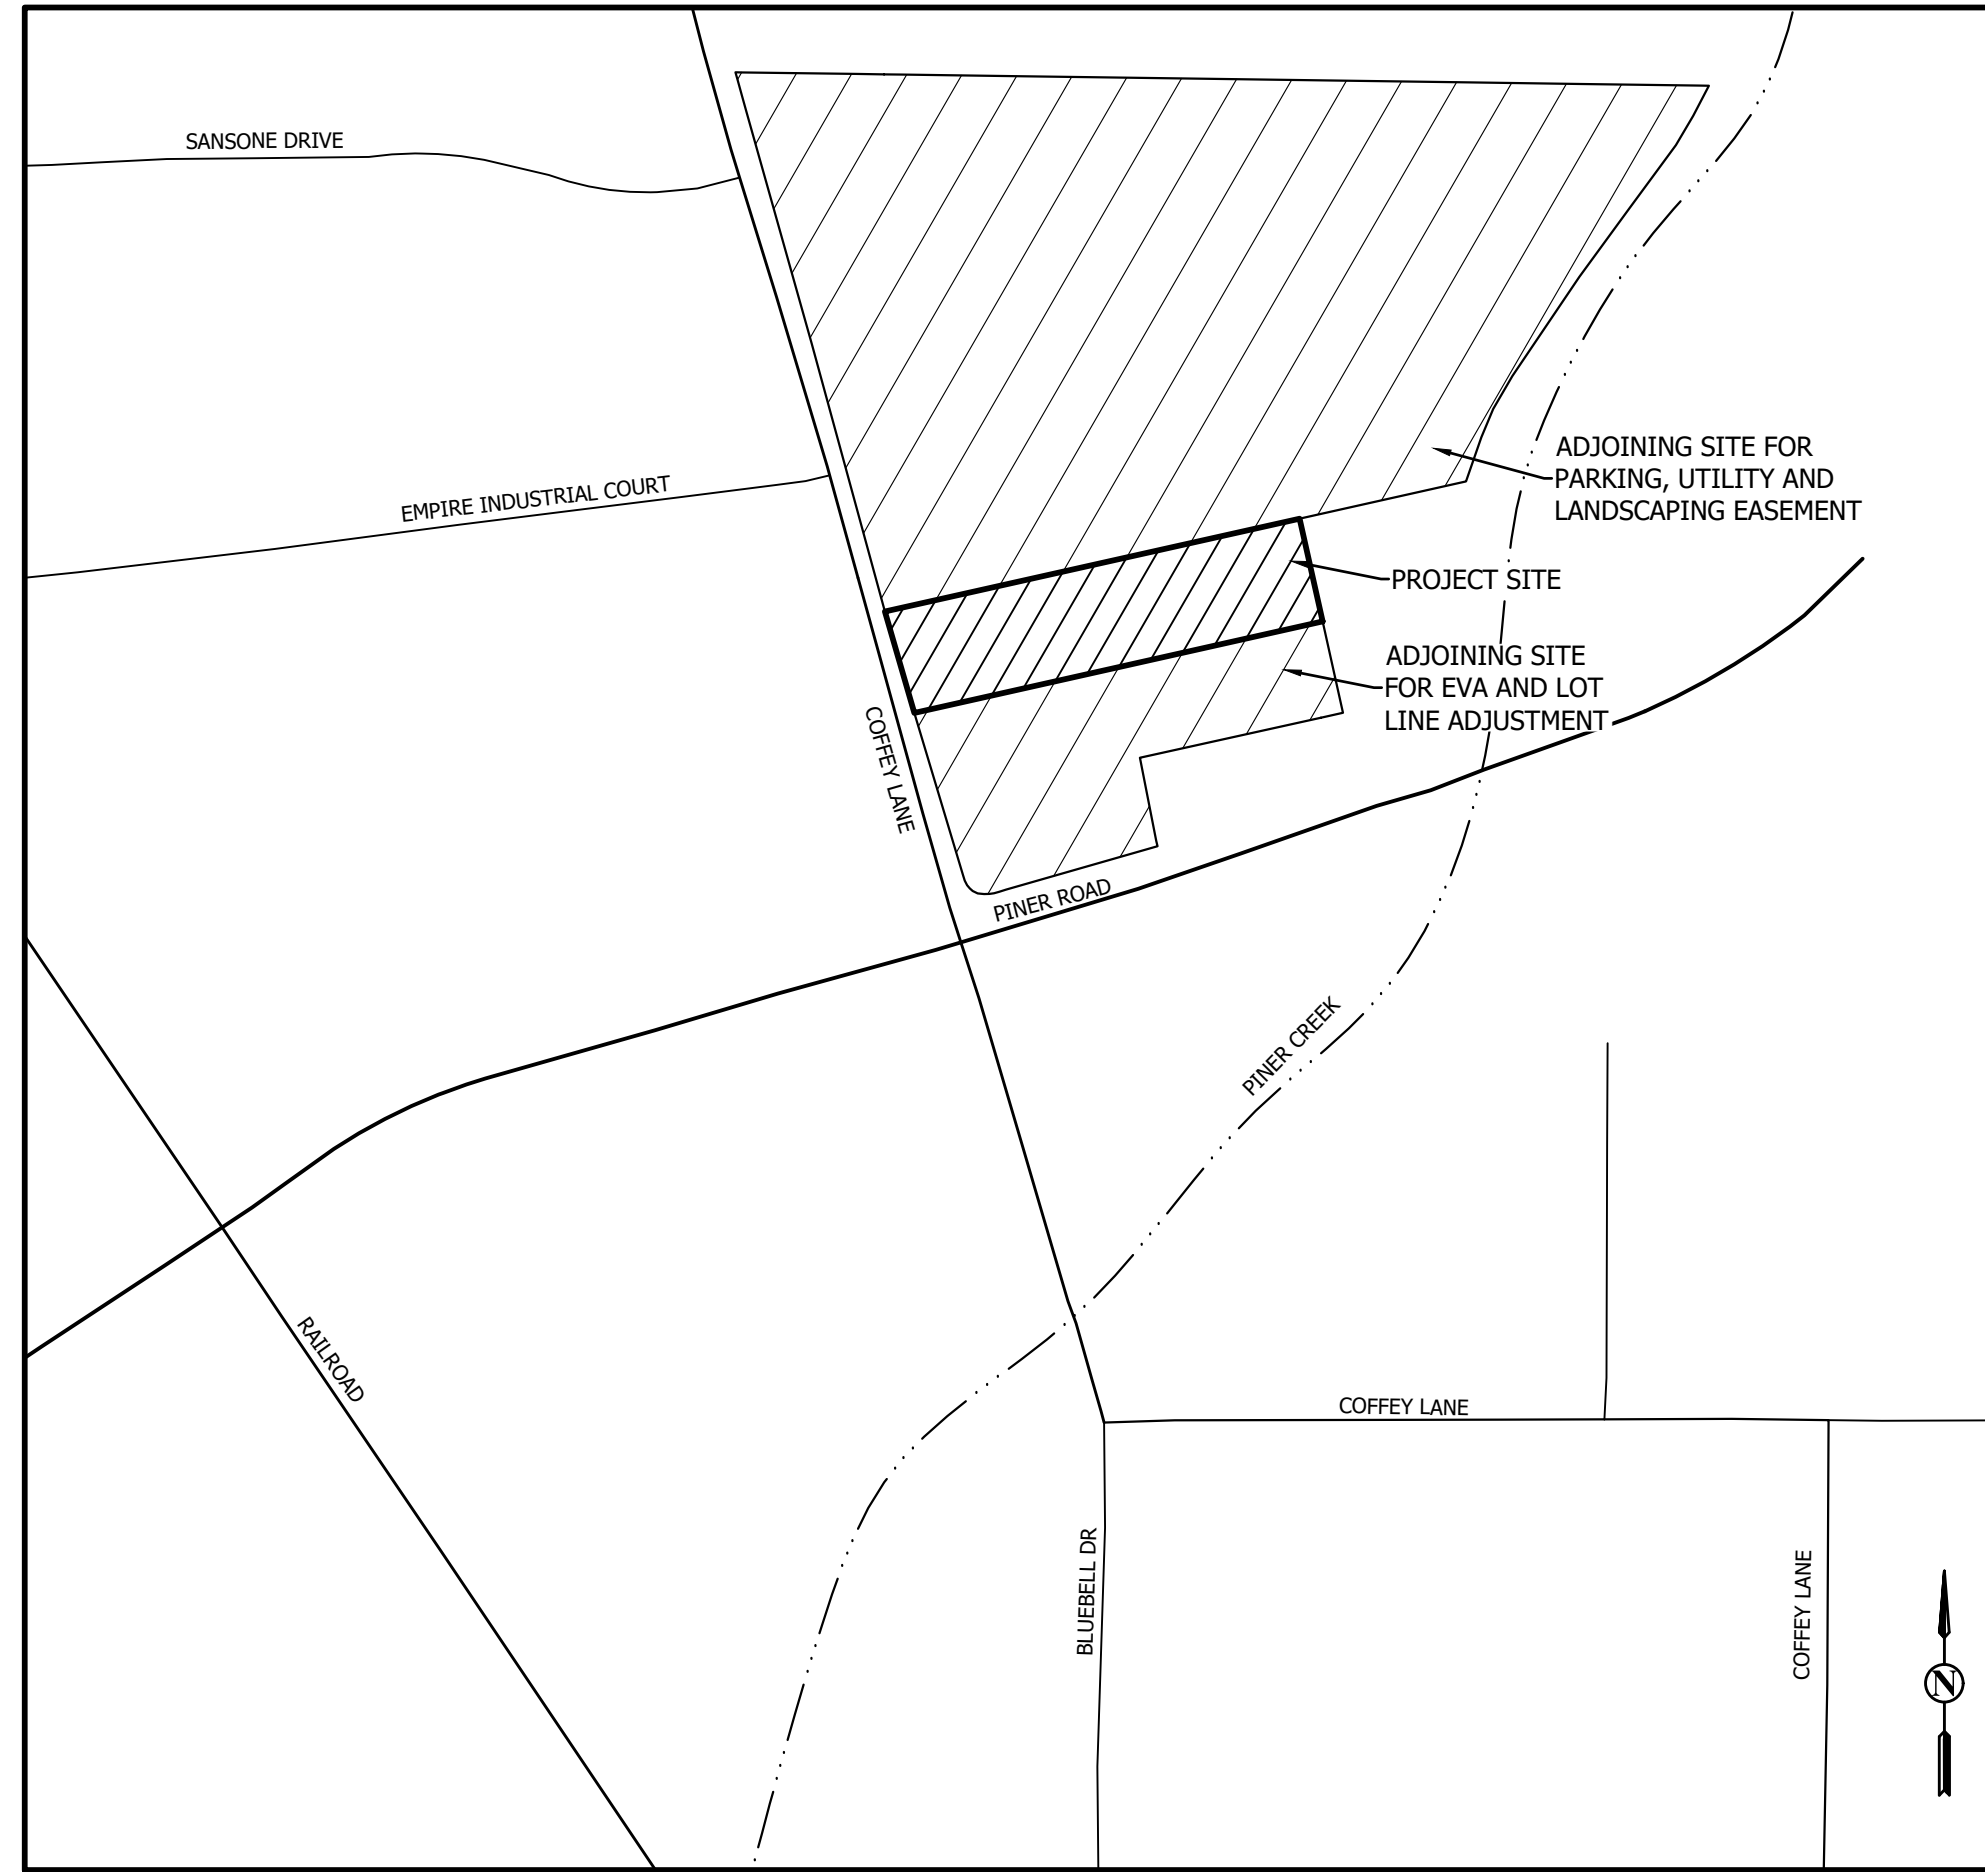 SANSONE DRIVE
EMPIRE INDUSTRIAL COURT
ADJOINING SITE FOR
PARKING, UTILITY AND
LANDSCAPING EASEMENT
PROJECT SITE
ADJOINING SITE
FOR EVA AND LOT
LINE ADJUSTMENT
COFFEY LANE
PINER ROAD
PINER CREEK
RAILROAD
COFFEY LANE
BLUEBELL DR
COFFEY LANE
N